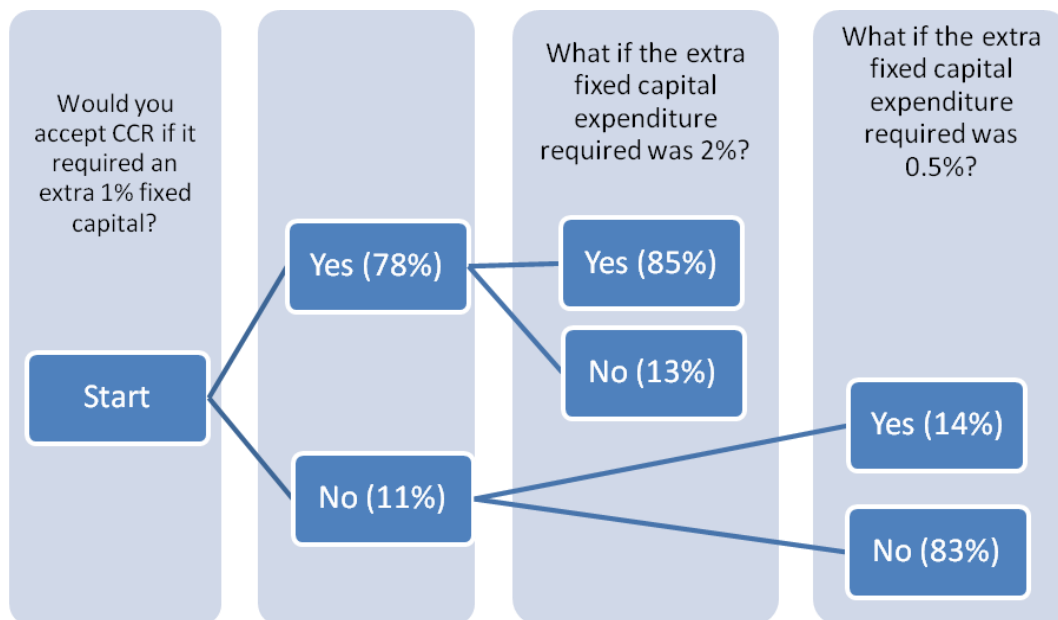 Would you
accept CCR if it
required an
extra 1% fixed
capital?
Start
Yes (78%)
No (11%)
What if the extra
fixed capital
expenditure
required was 2%?
Yes (85%)
No (13%)
What if the extra
fixed capital
expenditure
required was
0.5%?
Yes (14%)
No (83%)